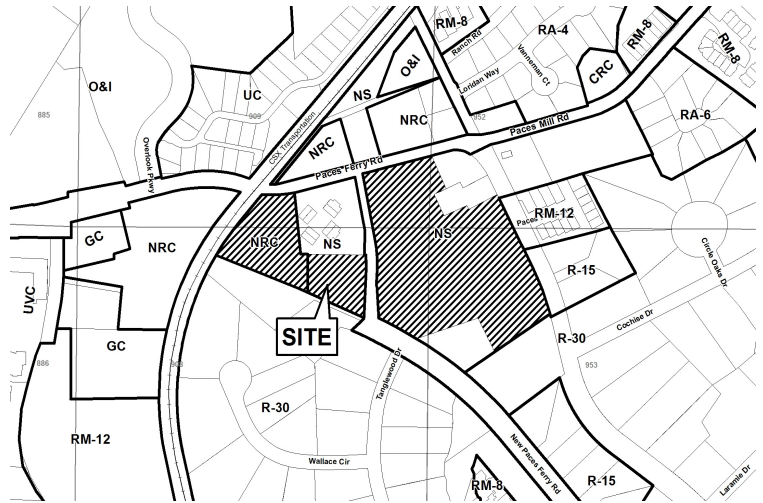 RM-8
Ranch Rd
RA-4
RM-8
RM-8
O&I
O&I
UC
Loridan Way
Vanneman Ct
CRC
NS
885
909
952
NRC
RA-6
CSX Transportation
Paces Mill Rd
Overlook Pkwy
NRC
Paces Ferry Rd
RM-12
Paces
GC
NRC
NRC
NS
NS
R-15
Circle Oaks Dr
UVC
SITE
Cochise Dr
R-30
GC
886
908
953
Tanglewood Dr
R-30
RM-12
Wallace Cir
New Paces Ferry Rd
RM-8
R-15
Laramie Dr